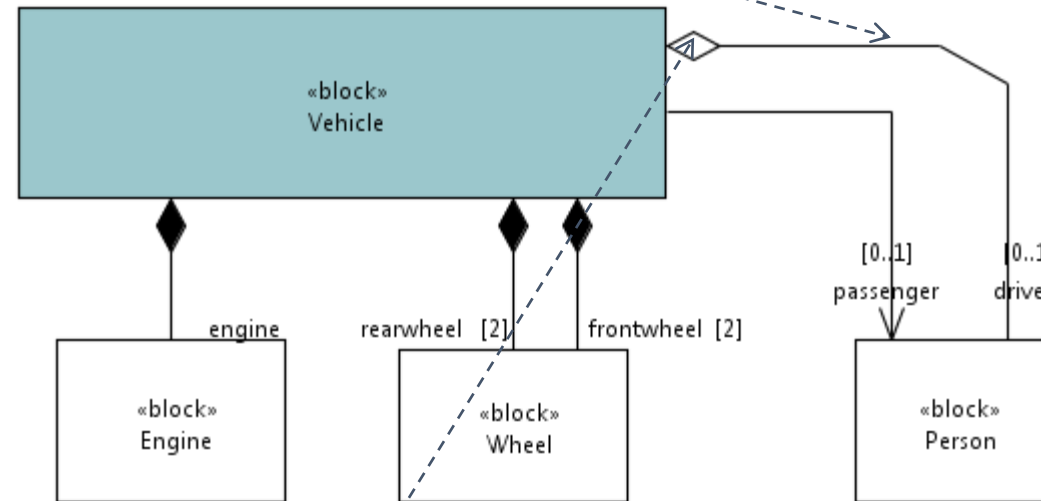 «block»
Vehicle
[0..1]
passenger
engine
rearwheel [2]
frontwheel [2]
«block»
Engine
«block»
Wheel
«block»
Person